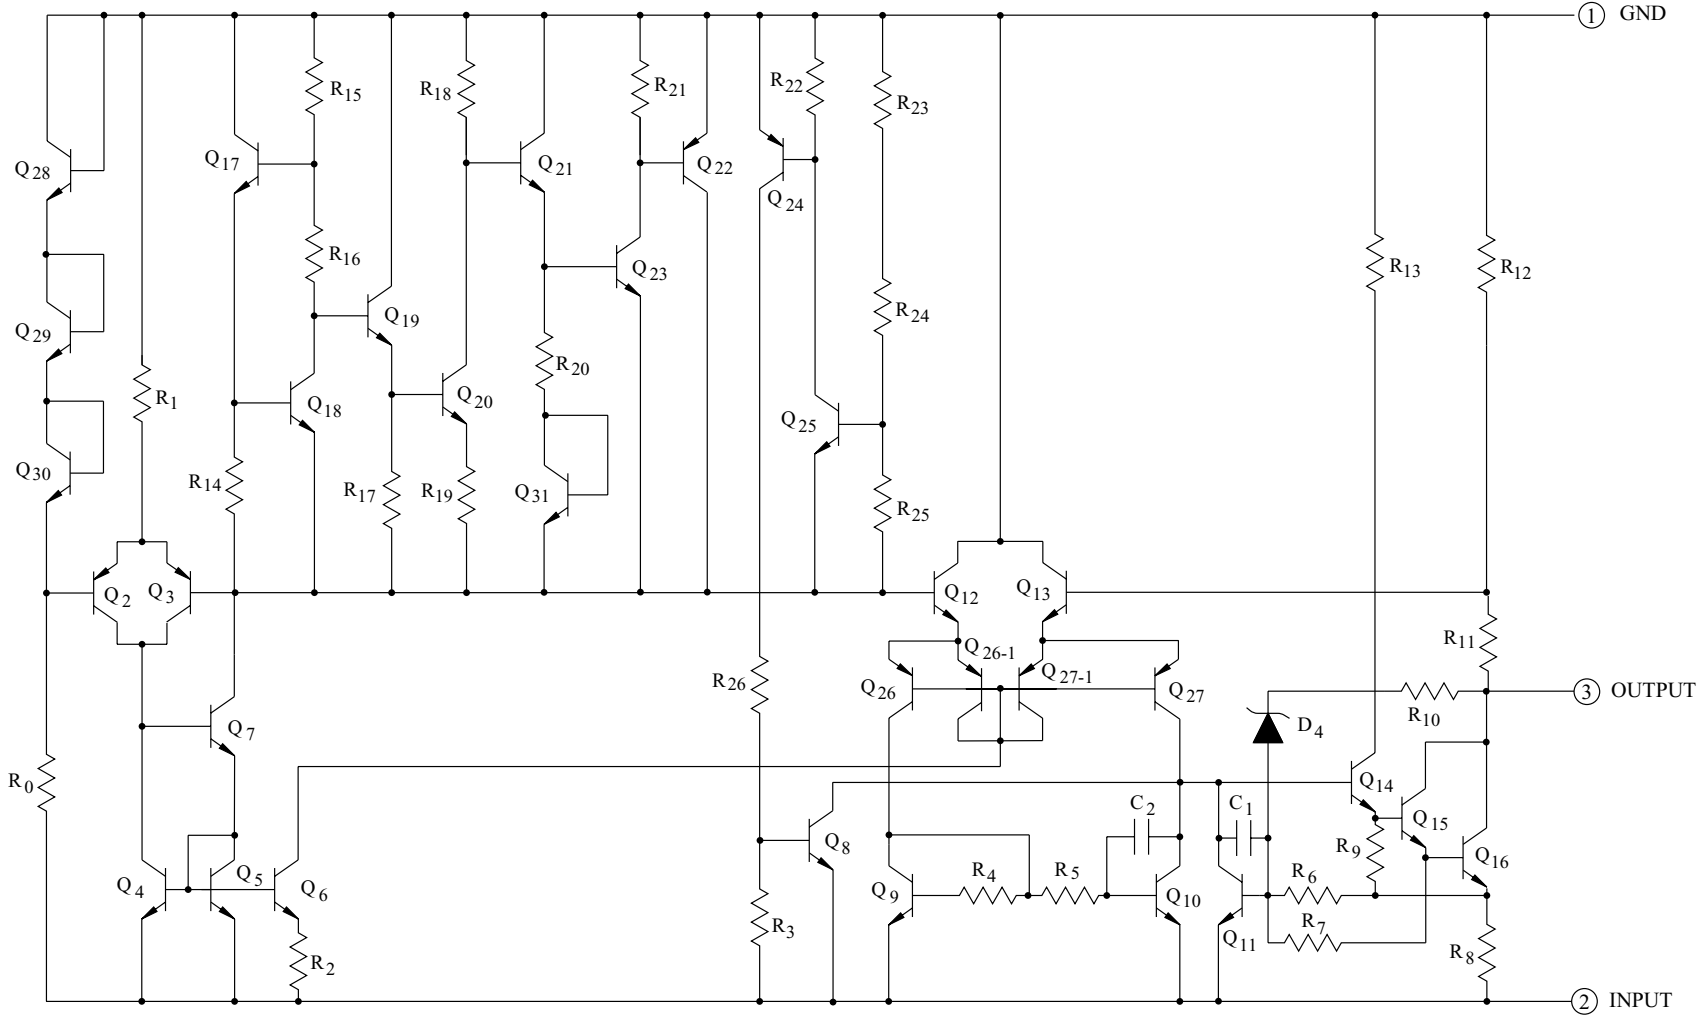 1 GND
R15
R18
R21
R22
R23
Q28
Q17
Q21
Q22
Q24
R16
Q23
R13
R12
Q29
Q19
R24
R1
Q18
Q20
R20
Q25
Q30
R14
R17
R19
Q31
R25
Q2
Q3
Q12
Q13
R11
Q26-1
Q27-1
R26
Q26
Q27
3 OUTPUT
R10
Q7
D4
R0
Q14
C2
C1
Q15
Q8
R9
Q16
Q4
Q5
Q6
Q9
R4
R5
Q10
R6
R3
R7
Q11
R2
R8
2 INPUT